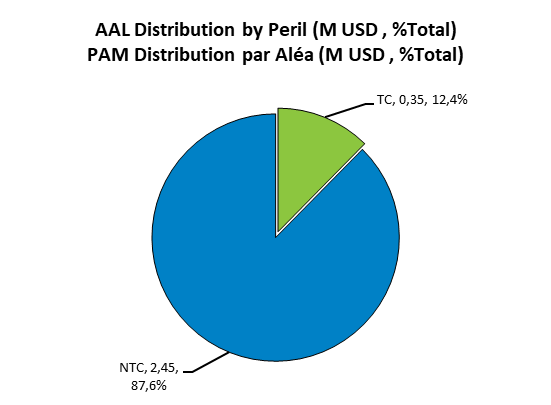 AAL Distribution by Peril (M USD , %Total)
PAM Distribution par Aléa (M USD , %Total)
TC, 0,35, 12,4%
NTC, 2,45,
87,6%